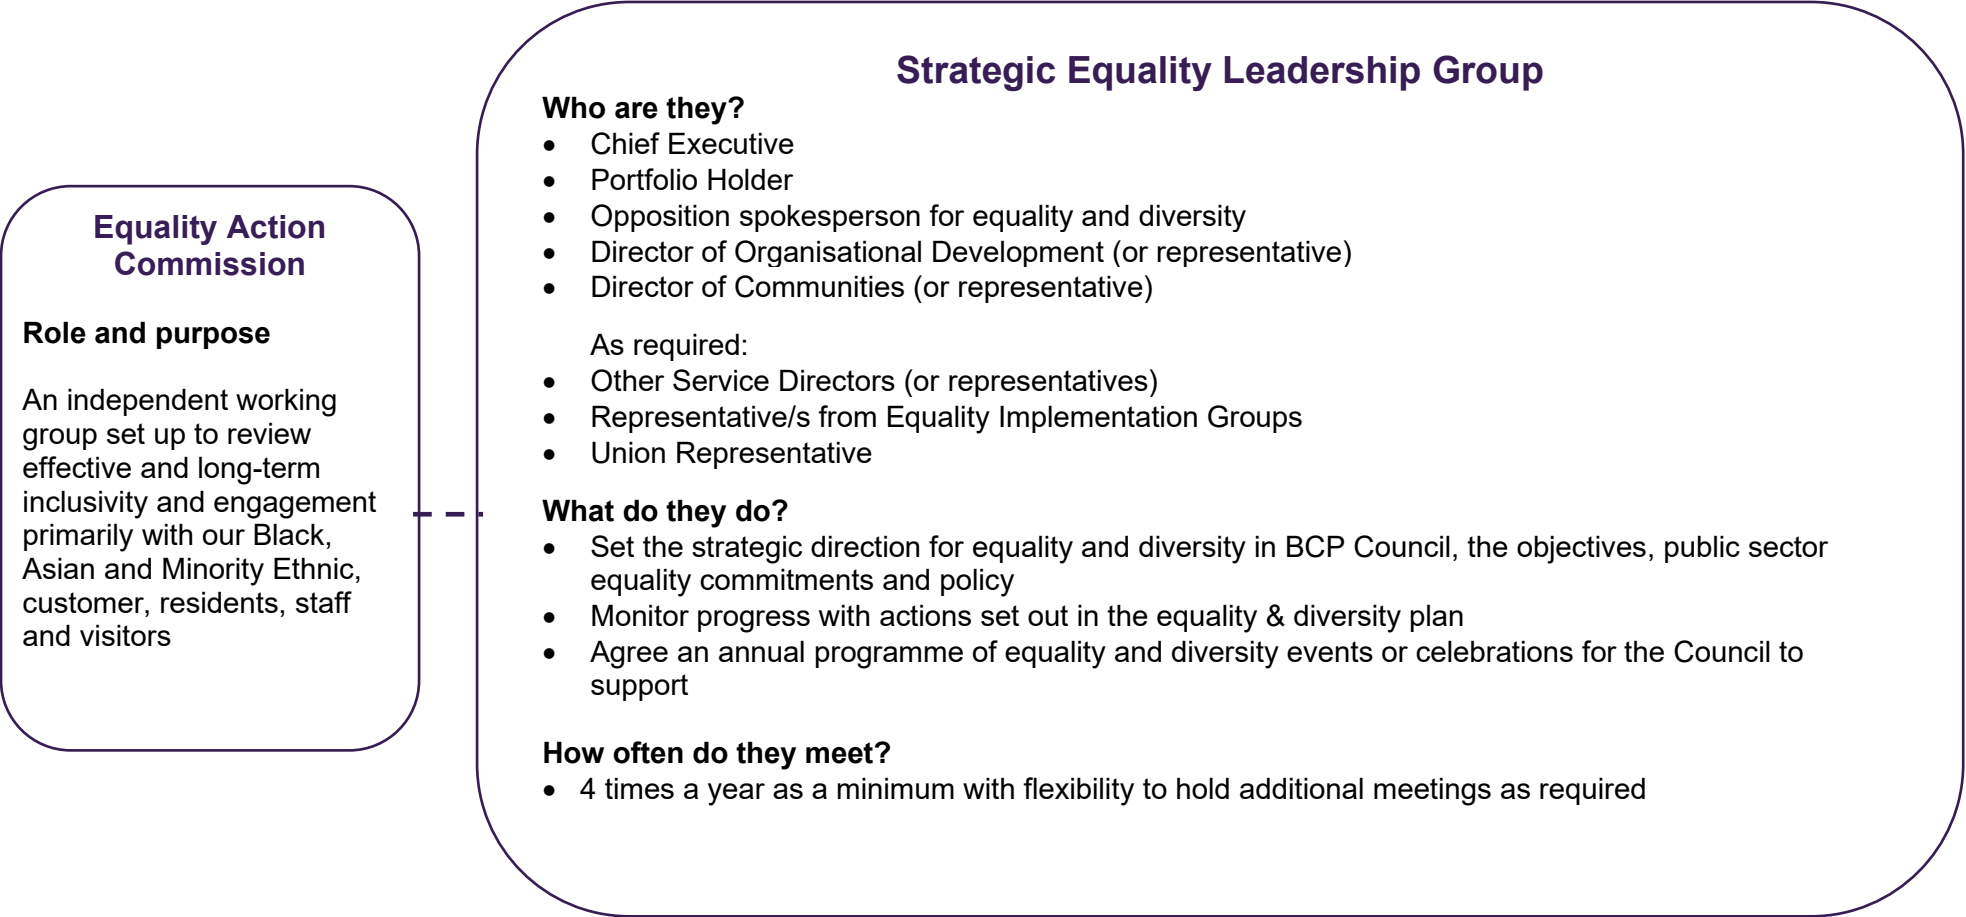 Equality Action
Commission
Role and purpose
An independent working
group set up to review
effective and long-term
inclusivity and engagement
primarily with our Black,
Asian and Minority Ethnic,
customer, residents, staff
and visitors
Strategic Equality Leadership Group
Who are they?
• Chief Executive
• Portfolio Holder
• Opposition spokesperson for equality and diversity
• Director of Organisational Development (or representative)
• Director of Communities (or representative)
As required:
• Other Service Directors (or representatives)
• Representative/s from Equality Implementation Groups
• Union Representative
What do they do?
• Set the strategic direction for equality and diversity in BCP Council, the objectives, public sector
equality commitments and policy
• Monitor progress with actions set out in the equality & diversity plan
• Agree an annual programme of equality and diversity events or celebrations for the Council to
support
How often do they meet?
• 4 times a year as a minimum with flexibility to hold additional meetings as required